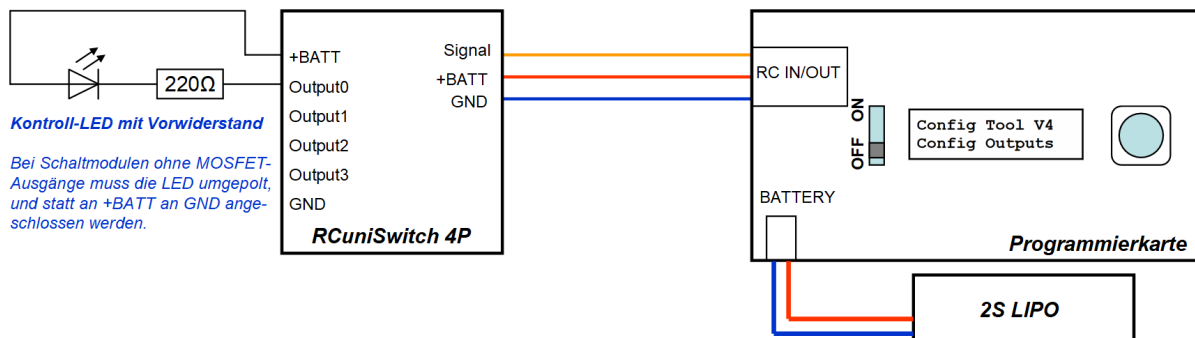 +BATT
Output0
Output1
Output2
Output3
GND
Signal
+BATT
GND
RCuniSwitch 4P
220Ω
Kontroll-LED mit Vorwiderstand
Bei Schaltmodulen ohne MOSFET-
Ausgänge muss die LED umgepolt,
und statt an +BATT an GND ange-
schlossen werden.
RC IN/OUT
ON
OFF
Config Tool V4
Config Outputs
BATTERY
Programmierkarte
2S LIPO